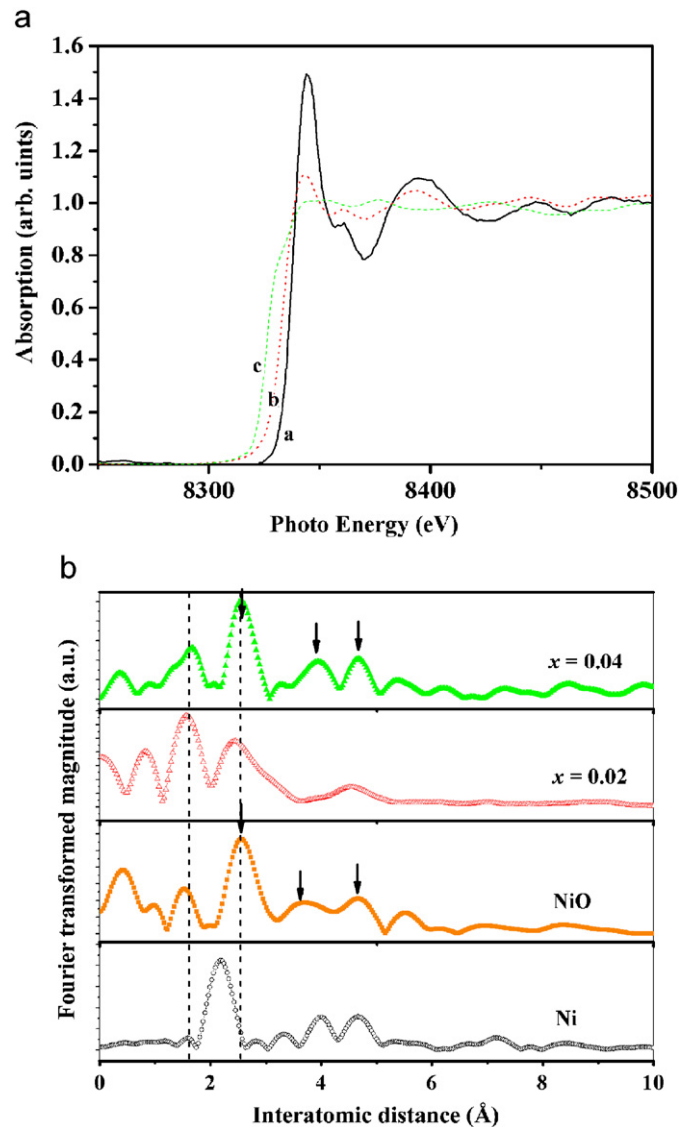 a
1.6
1.4
1.2
1.0
0.8
0.6
0.4
0.2
0.0
Absorption (arb. uints)
c
b
a
8300 8400 8500
Photo Energy (eV)
b
Fourier transformed magnitude (a.u.)
x = 0.04
x = 0.02
NiO
Ni
0 2 4 6 8 10
Interatomic distance (Å)